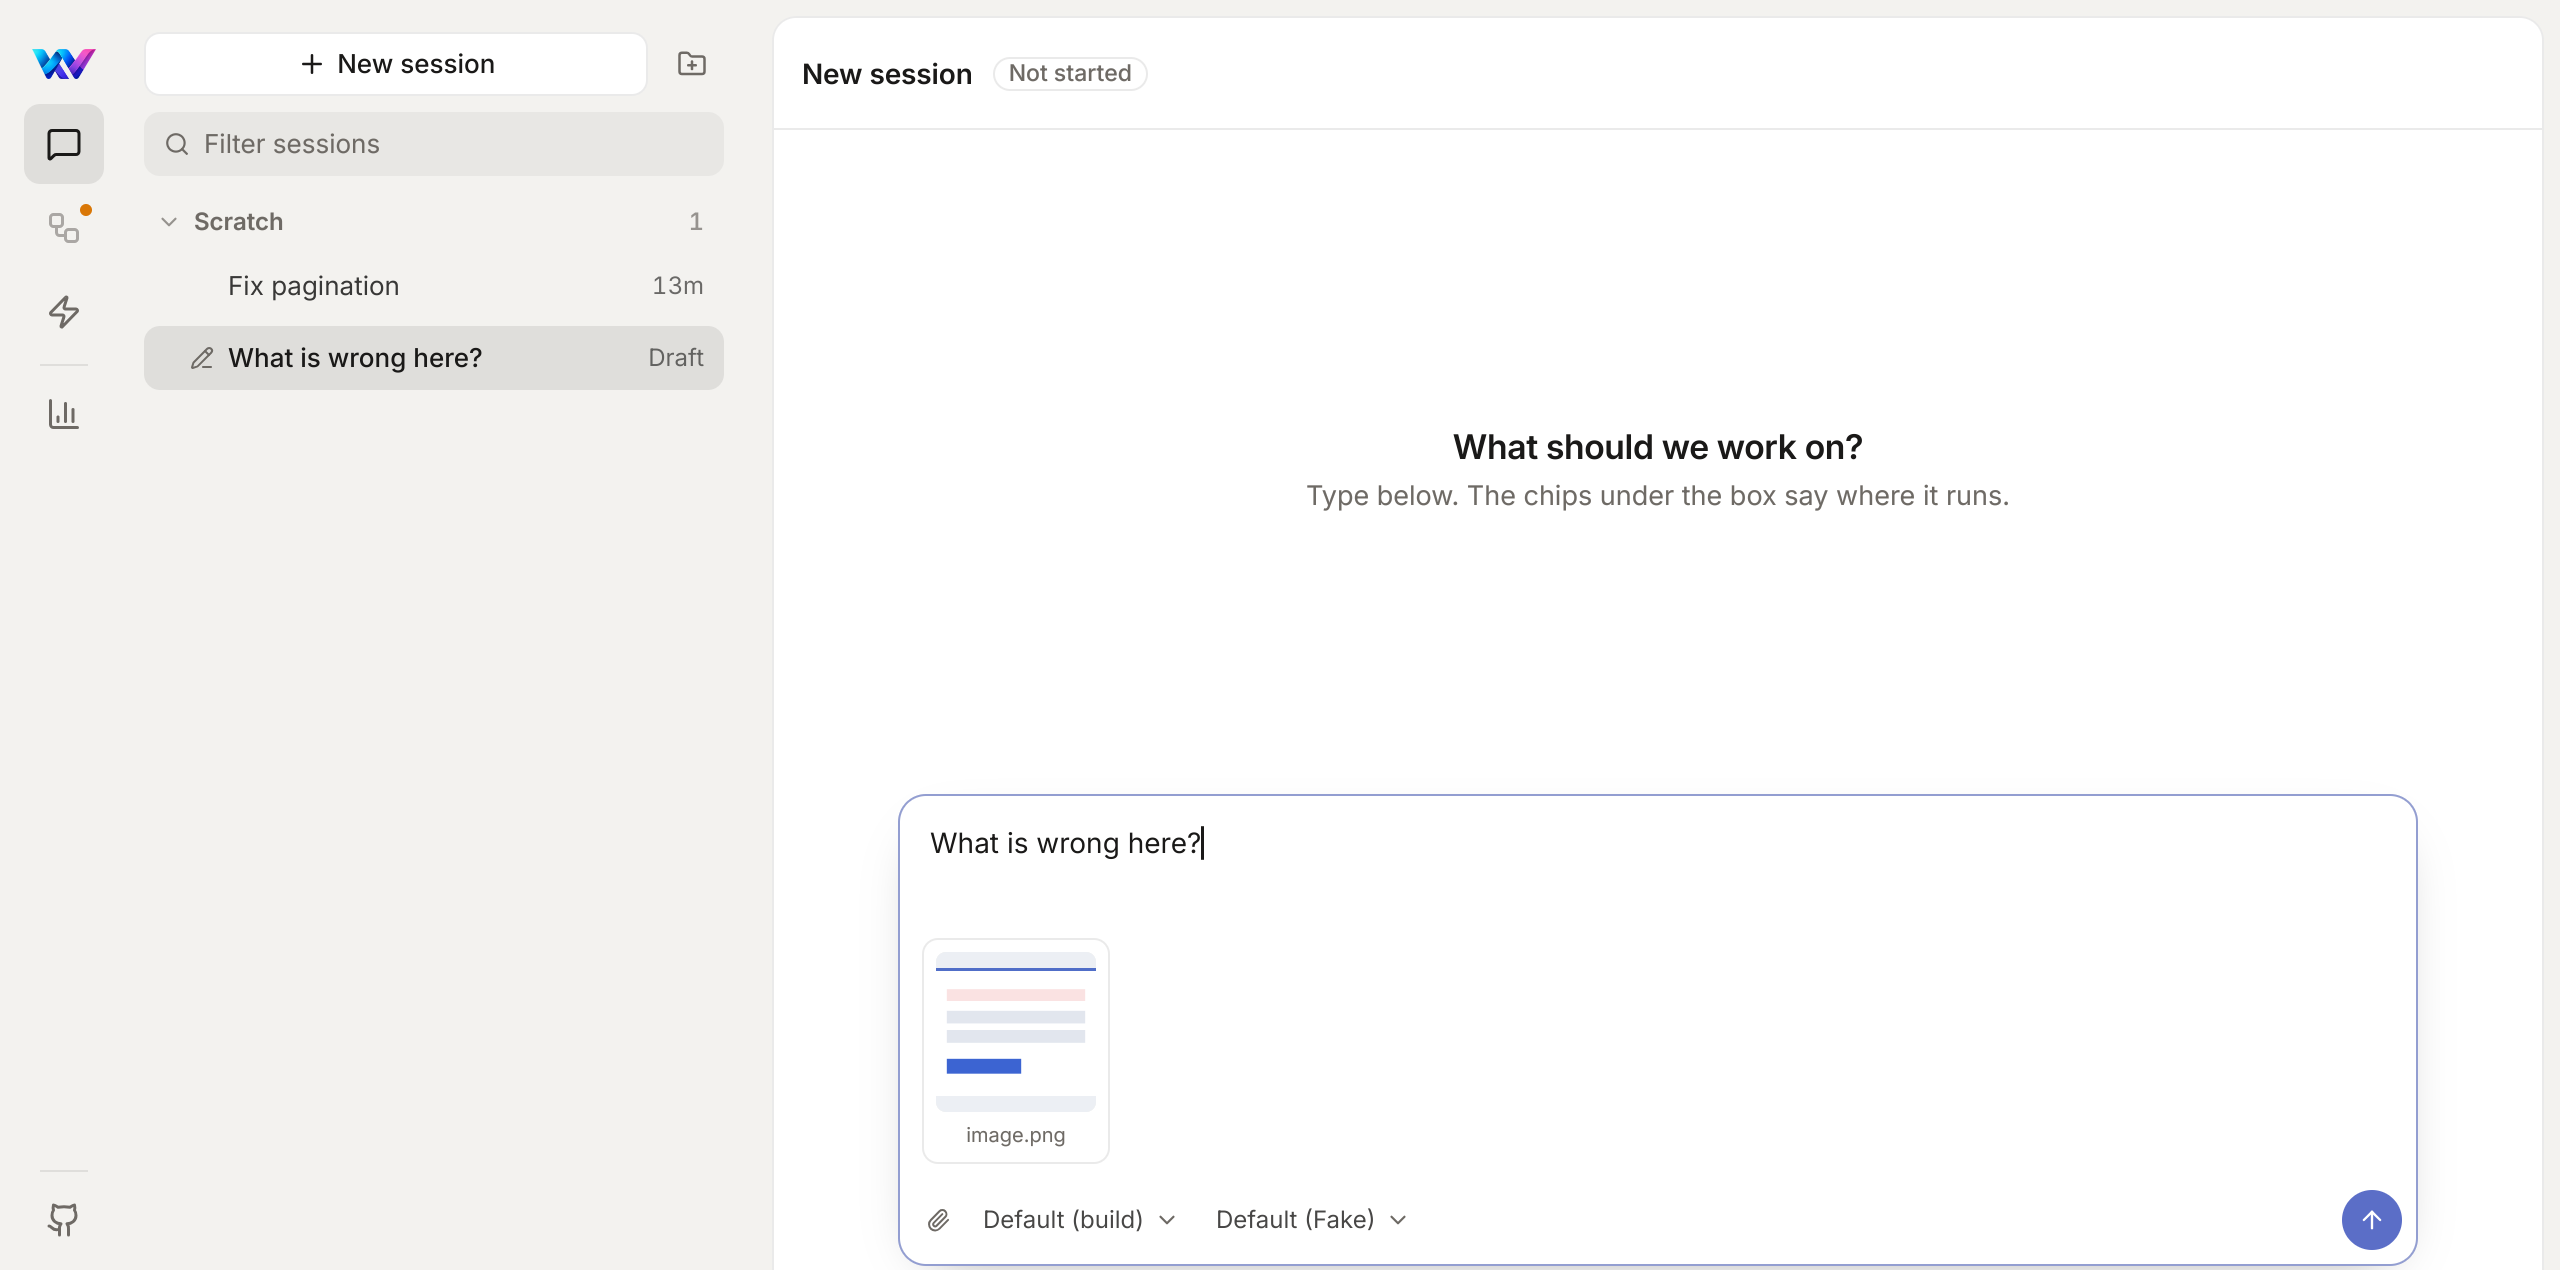 New session
Filter sessions
Scratch 1
Fix pagination 13m
What is wrong here? Draft
New session Not started
What should we work on?
Type below. The chips under the box say where it runs.
What is wrong here?
image.png
Default (build) Default (Fake)